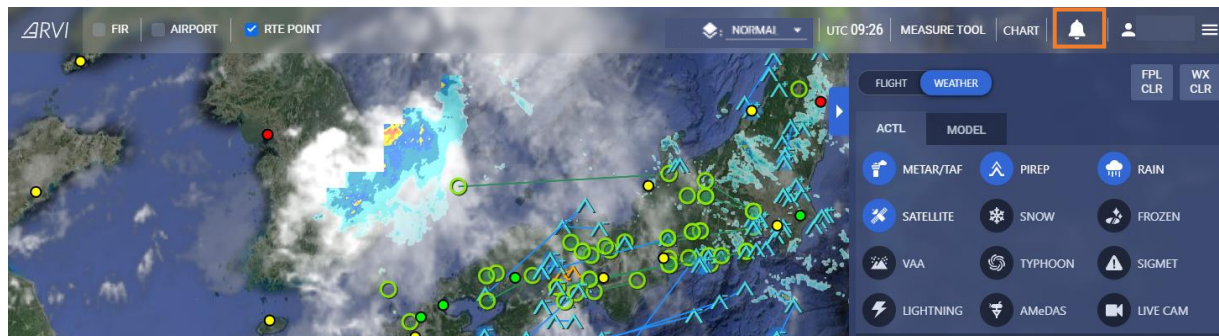 ARVI FIR AIRPORT RTE POINT : NORMAL UTC 09:26 MEASURE TOOL CHART
FLIGHT WEATHER FPL CLR WX CLR
ACTL MODEL
METAR/TAF PIREP RAIN
SATELLITE SNOW FROZEN
VAA TYPHOON SIGMET
LIGHTNING AMeDAS LIVE CAM